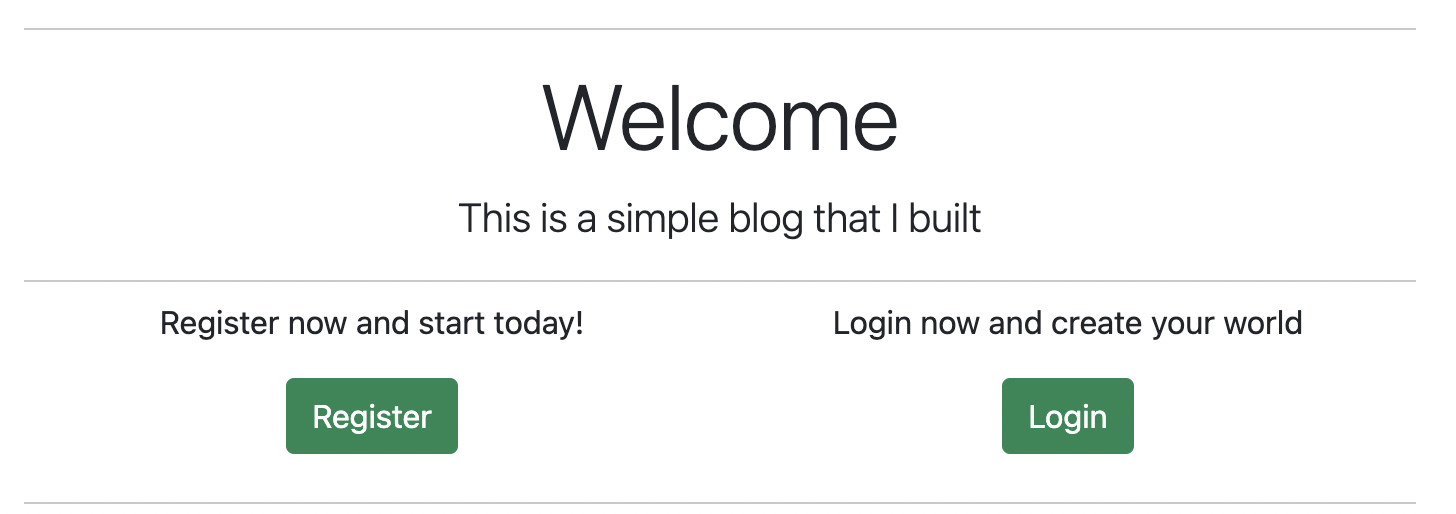 Welcome
This is a simple blog that I built
Register now and start today!
Login now and create your world
Register
Login